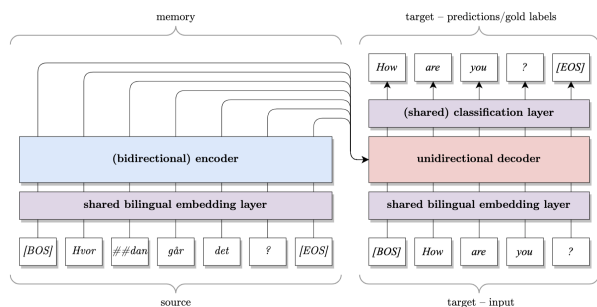 memory
target – predictions/gold labels
How are you ? [EOS]
(shared) classification layer
(bidirectional) encoder
unidirectional decoder
shared bilingual embedding layer
shared bilingual embedding layer
[BOS] Hvor ##dan går det ? [EOS]
[BOS] How are you ?
source
target – input